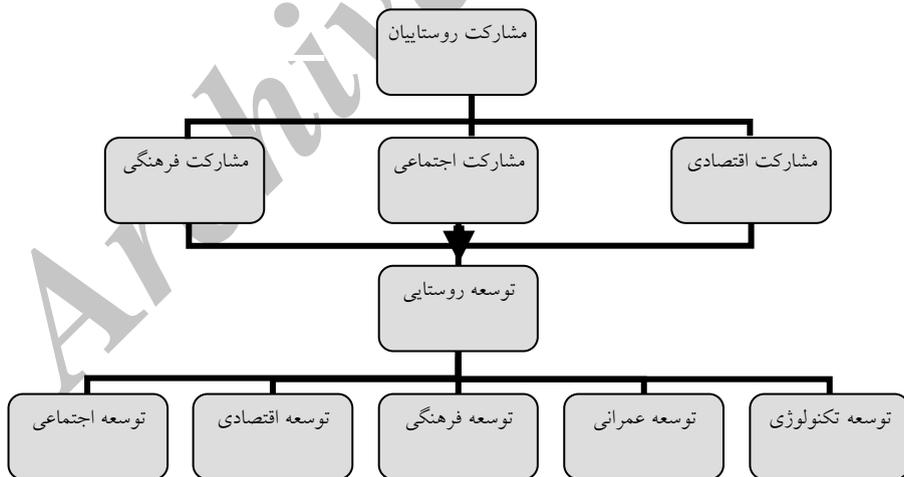 مشارکت روستاییان
مشارکت اقتصادی
مشارکت اجتماعی
مشارکت فرهنگی
توسعه روستایی
توسعه تکنولوژی
توسعه عمرانی
توسعه فرهنگی
توسعه اقتصادی
توسعه اجتماعی
Archiv